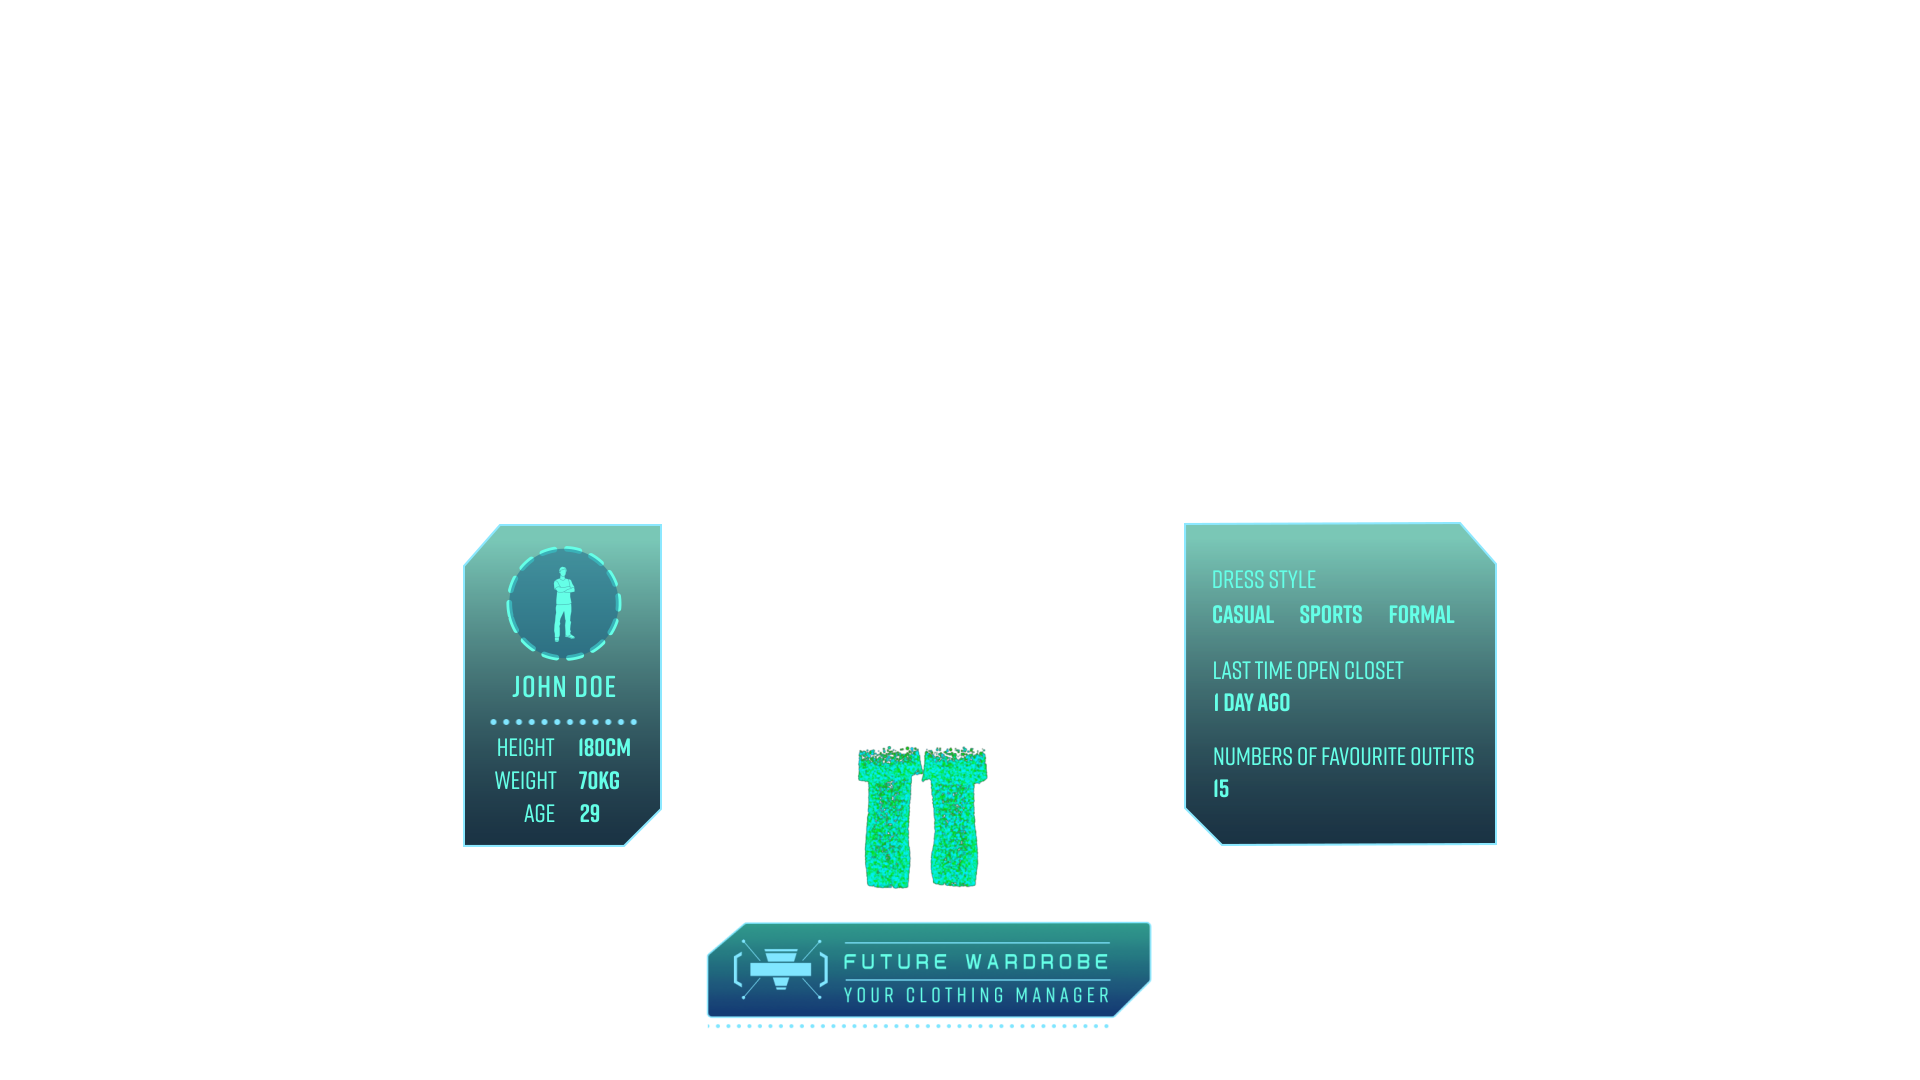 JOHN DOE
HEIGHT 180CM
WEIGHT 70KG
AGE 29
DRESS STYLE
CASUAL SPORTS FORMAL
LAST TIME OPEN CLOSET
1 DAY AGO
NUMBERS OF FAVOURITE OUTFITS
15
FUTURE WARDROBE
YOUR CLOTHING MANAGER